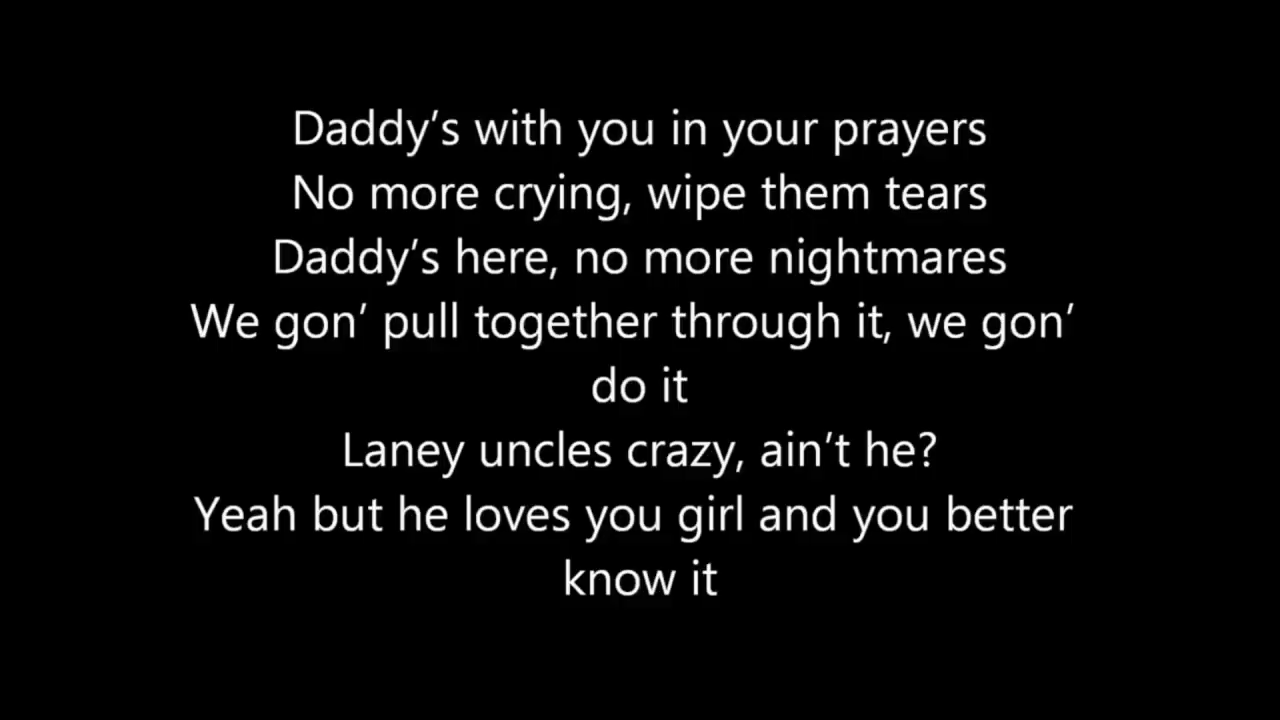 Daddy’s with you in your prayers
No more crying, wipe them tears
Daddy’s here, no more nightmares
We gon’ pull together through it, we gon’
do it
Laney uncles crazy, ain’t he?
Yeah but he loves you girl and you better
know it